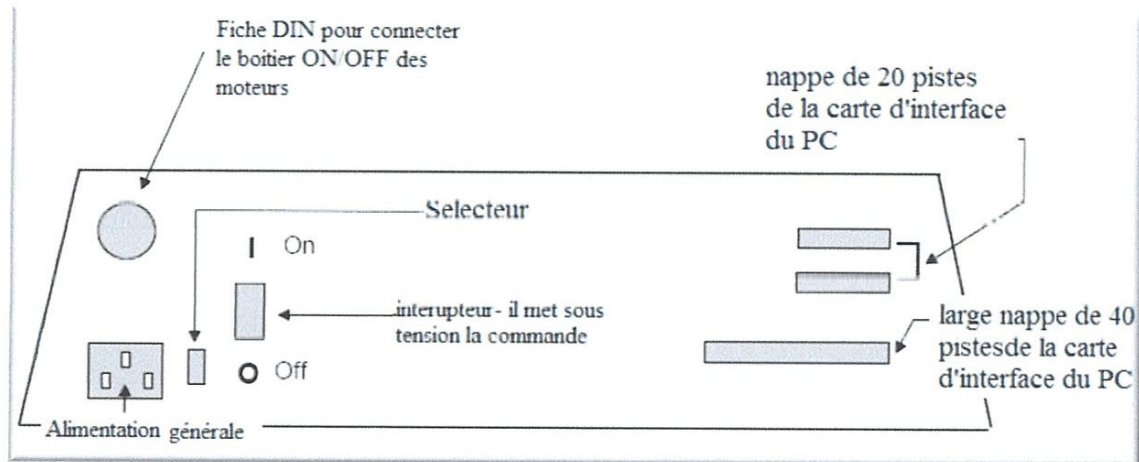 Fiche DIN pour connecter
le boitier ON/OFF des
moteurs
nappe de 20 pistes
de la carte d'interface
du PC
Selecteur
On
interupteur- il met sous
tension la commande
Off
large nappe de 40
pistesde la carte
d'interface du PC
Alimentation générale